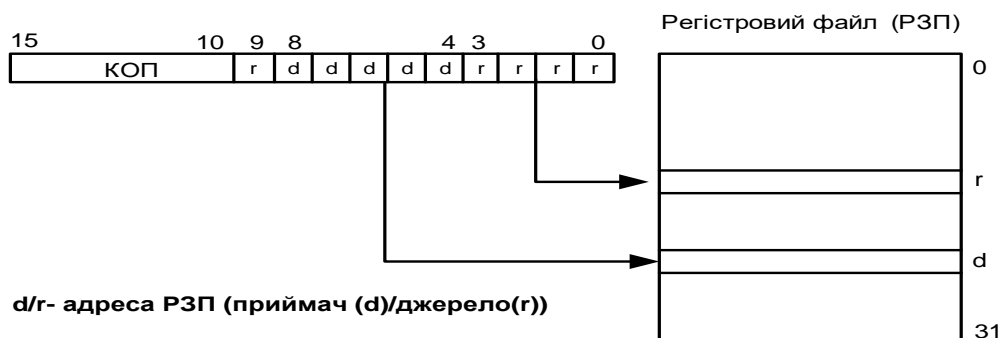 Регістровий файл (РЗП)
15 10 9 8 4 3 0
КОП r d d d d d r r r r
0
r
d
d/r- адреса РЗП (приймач (d)/джерело(r))
31